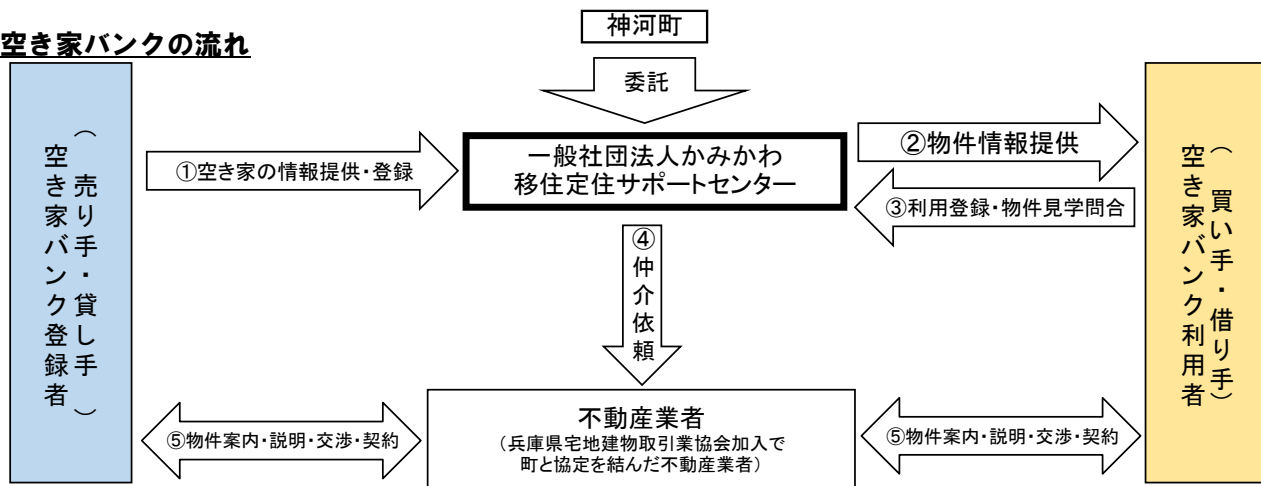 空き家バンクの流れ
神河町
委託
空き家バンク登録者
（売り手・貸し手）
①空き家の情報提供・登録
一般社団法人かみかわ
移住定住サポートセンター
②物件情報提供
③利用登録・物件見学問合
空き家バンク利用者
（買い手・借り手）
④仲介依頼
⑤物件案内・説明・交渉・契約
不動産業者
（兵庫県宅地建物取引業協会加入で
町と協定を結んだ不動産業者）
⑤物件案内・説明・交渉・契約